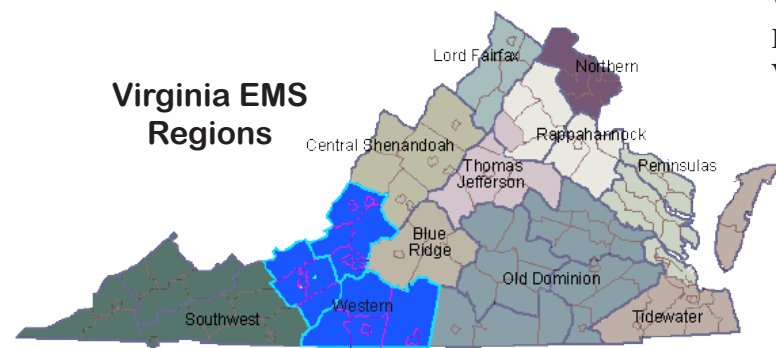 Virginia EMS
Regions
Lord Fairfax
Northern
Central Shenandoah
Rappahannock
Thomas
Jefferson
Peninsulas
Blue
Ridge
Old Dominion
Western
Southwest
Tidewater